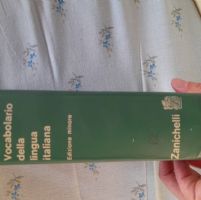 Vocabolario
della
lingua
italiana
Edizione minore
Zanichelli